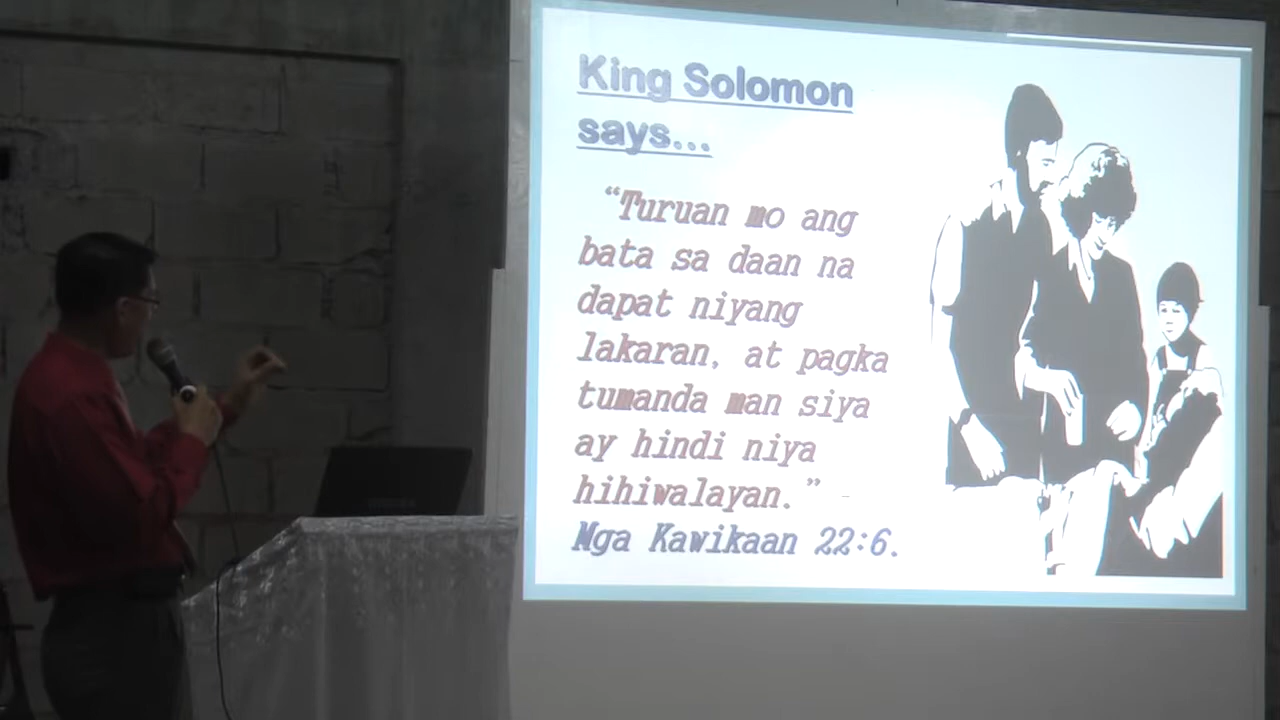 King Solomon
says...
“Turuan mo ang
bata sa daan na
dapat niyang
lakaran, at pagka
tumanda man siya
ay hindi niya
hihiwalayan.”
Mga Kawikaan 22:6.